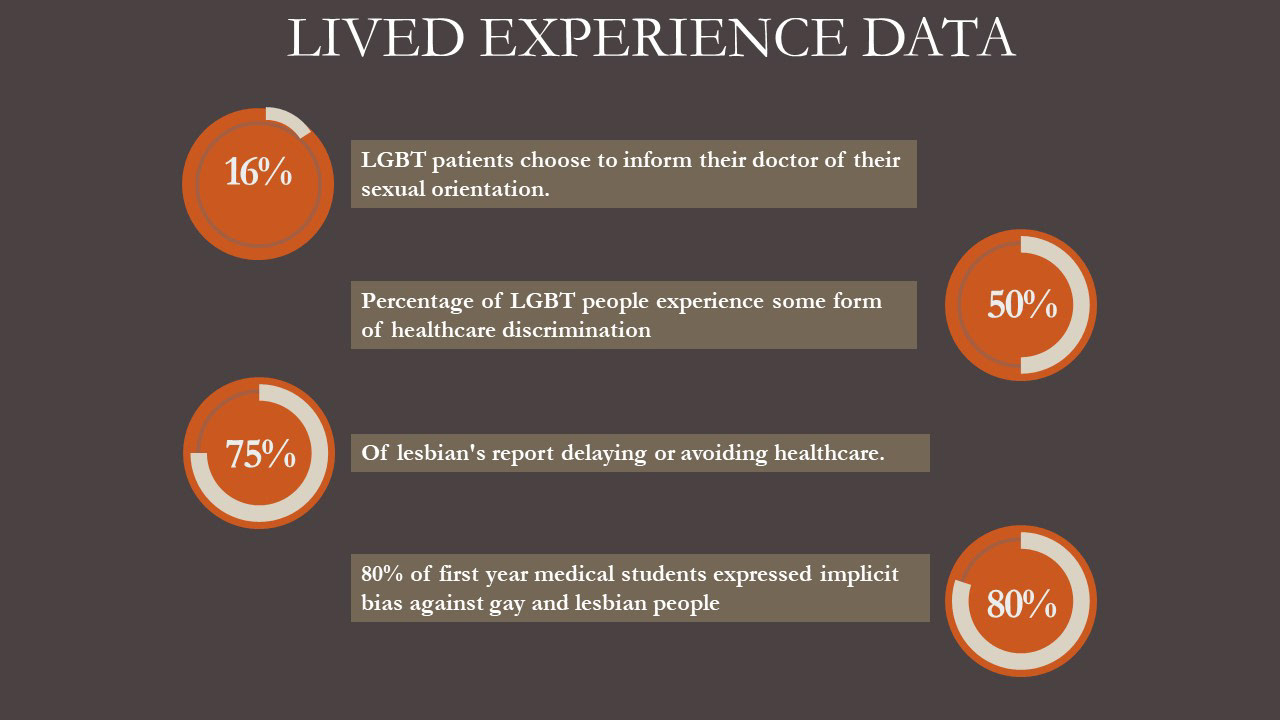 LIVED EXPERIENCE DATA
16%
LGBT patients choose to inform their doctor of their
sexual orientation.
Percentage of LGBT people experience some form
of healthcare discrimination
50%
75%
Of lesbian's report delaying or avoiding healthcare.
80% of first year medical students expressed implicit
bias against gay and lesbian people
80%